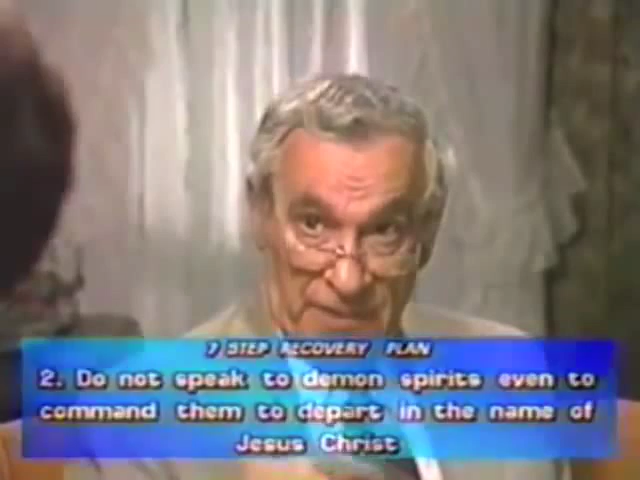 7 STEP RECOVERY PLAN
2. Do not speak to demon spirits even to
command them to depart in the name of
Jesus Christ